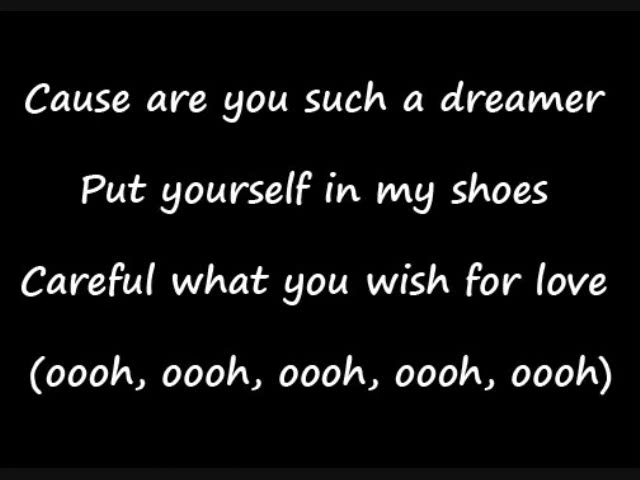 Cause are you such a dreamer
Put yourself in my shoes
Careful what you wish for love
(oooh, oooh, oooh, oooh, oooh)